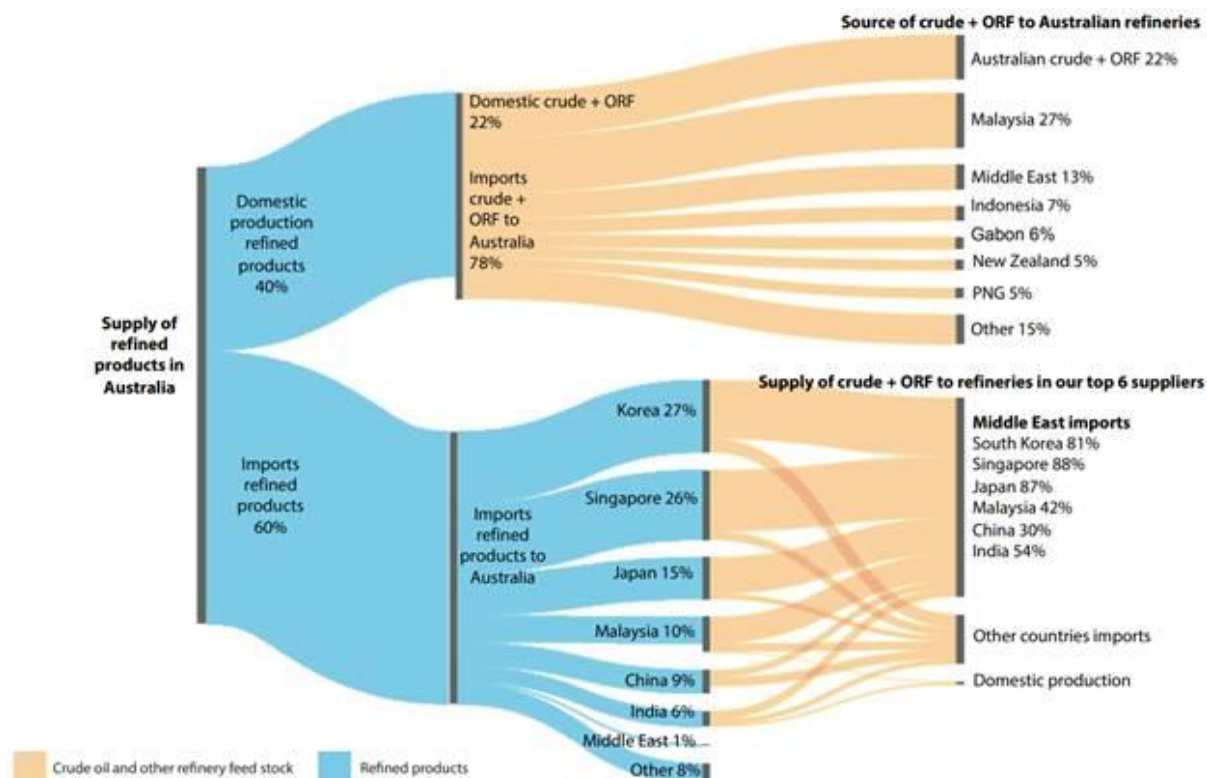 Source of crude + ORF to Australian refineries
Australian crude + ORF 22%
Domestic crude + ORF
22%
Malaysia 27%
Imports
crude +
ORF to
Australia
78%
Middle East 13%
Indonesia 7%
Gabon 6%
New Zealand 5%
PNG 5%
Other 15%
Domestic
production
refined
products
40%
Supply of
refined
products in
Australia
Imports
refined
products
60%
Supply of crude + ORF to refineries in our top 6 suppliers
Imports
refined
products to
Australia
Korea 27%
Singapore 26%
Japan 15%
Malaysia 10%
China 9%
India 6%
Middle East 1%
Other 8%
Middle East imports
South Korea 81%
Singapore 88%
Japan 87%
Malaysia 42%
China 30%
India 54%
Other countries imports
Domestic production
Crude oil and other refinery feed stock
Refined products